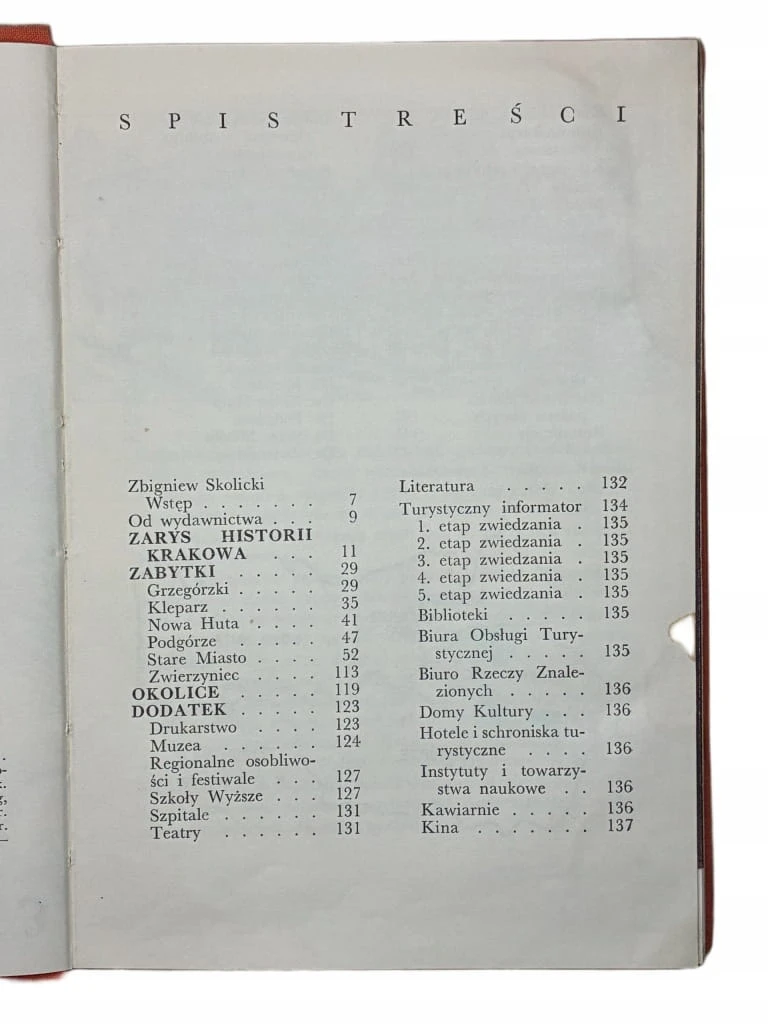 SPIS TREŚCI
Zbigniew Skolicki
Wstęp . . . . . . . 7
Od wydawnictwa . . . 9
ZARYS HISTORII
KRAKOWA . . . 11
ZABYTKI . . . . . 29
Grzegórzki . . . . . 29
Kleparz . . . . . . 35
Nowa Huta . . . . 41
Podgórze . . . . . 47
Stare Miasto . . . . 52
Zwierzyniec . . . . 113
OKOLICE . . . . . 119
DODATEK . . . . . 123
Drukarstwo . . . . 123
Muzea . . . . . . 124
Regionalne osobliwo-
ści i festiwale . . . 127
Szkoły Wyższe . . . 127
Szpitale . . . . . . 131
Teatry . . . . . . 131
Literatura . . . . . 132
Turystyczny informator 134
1. etap zwiedzania . 135
2. etap zwiedzania . 135
3. etap zwiedzania . 135
4. etap zwiedzania . 135
5. etap zwiedzania . 135
Biblioteki . . . . . 135
Biura Obsługi Tury-
stycznej . . . . . 135
Biuro Rzeczy Znale-
zionych . . . . . 136
Domy Kultury . . . 136
Hotele i schroniska tu-
rystyczne . . . . 136
Instytuty i towarzy-
stwa naukowe . . 136
Kawiarnie . . . . . 136
Kina . . . . . . . 137